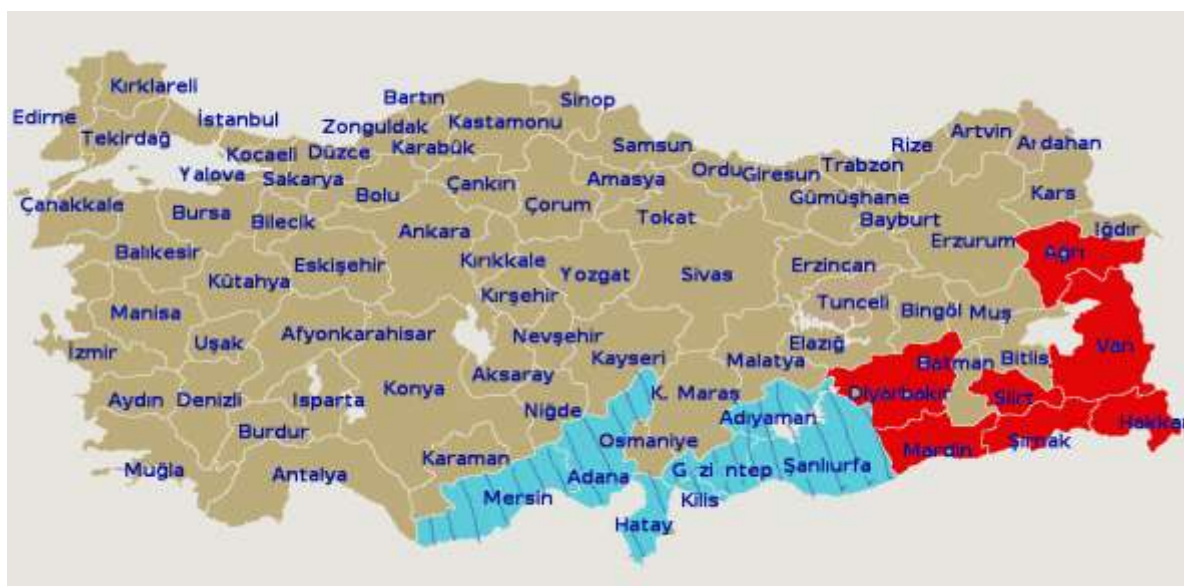 Kırklareli
Edirne
Tekirdağ
İstanbul
Kocaeli
Yalova
Sakarya
Düzce
Zonguldak
Bartın
Karabük
Kastamonu
Sinop
Samsun
Ordu
Giresun
Trabzon
Rize
Artvin
Ardahan
Kars
Iğdır
Ağrı
Erzurum
Bayburt
Gümüşhane
Tokat
Amasya
Çorum
Çankırı
Bolu
Bilecik
Bursa
Çanakkale
Balıkesir
Kütahya
Eskişehir
Ankara
Kırıkkale
Kırşehir
Yozgat
Sivas
Erzincan
Tunceli
Bingöl
Muş
Bitlis
Van
Batman
Siirt
Hakkar
Şırnak
Mardin
Diyarbakır
Elazığ
Malatya
Kayseri
Nevşehir
Aksaray
Niğde
Konya
Afyonkarahisar
Uşak
Manisa
İzmir
Aydın
Denizli
Isparta
Burdur
Muğla
Antalya
Karaman
Mersin
Adana
Osmaniye
K. Maraş
Adıyaman
G zi ntep
Şanlıurfa
Kilis
Hatay